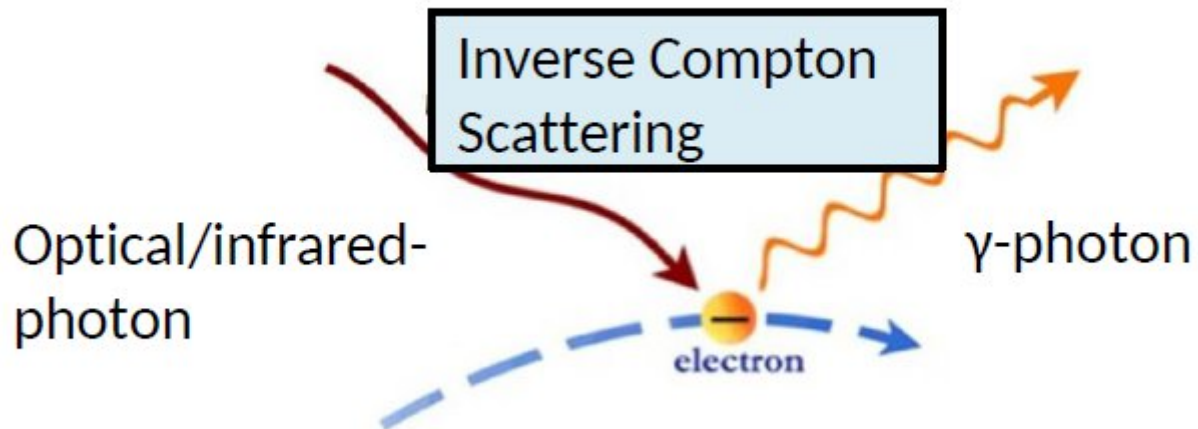 Inverse Compton
Scattering
Optical/infrared-
photon
γ-photon
electron